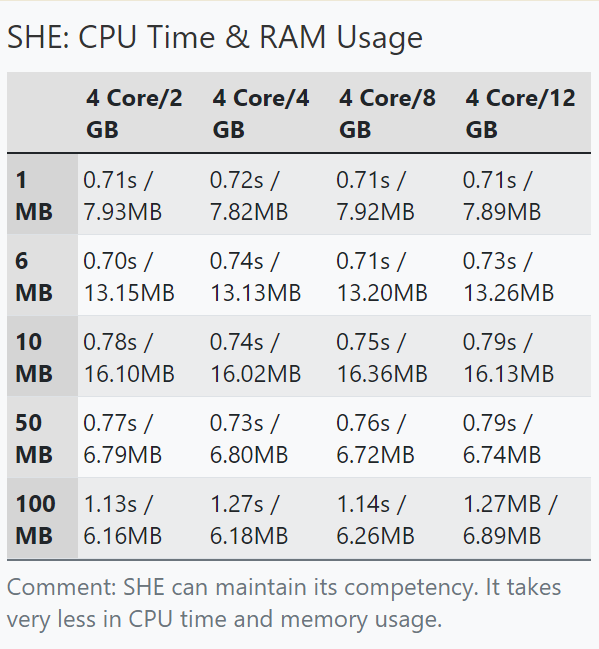 SHE: CPU Time & RAM Usage
4 Core/2 4 Core/4 4 Core/8 4 Core/12
GB GB GB GB
1 0.71s / 0.72s / 0.71s / 0.71s /
MB 7.93MB 7.82MB 7.92MB 7.89MB
6 0.70s / 0.74s / 0.71s / 0.73s /
MB 13.15MB 13.13MB 13.20MB 13.26MB
10 0.78s / 0.74s / 0.75s / 0.79s /
MB 16.10MB 16.02MB 16.36MB 16.13MB
50 0.77s / 0.73s / 0.76s / 0.79s /
MB 6.79MB 6.80MB 6.72MB 6.74MB
100 1.13s / 1.27s / 1.14s / 1.27MB /
MB 6.16MB 6.18MB 6.26MB 6.89MB
Comment: SHE can maintain its competency. It takes
very less in CPU time and memory usage.